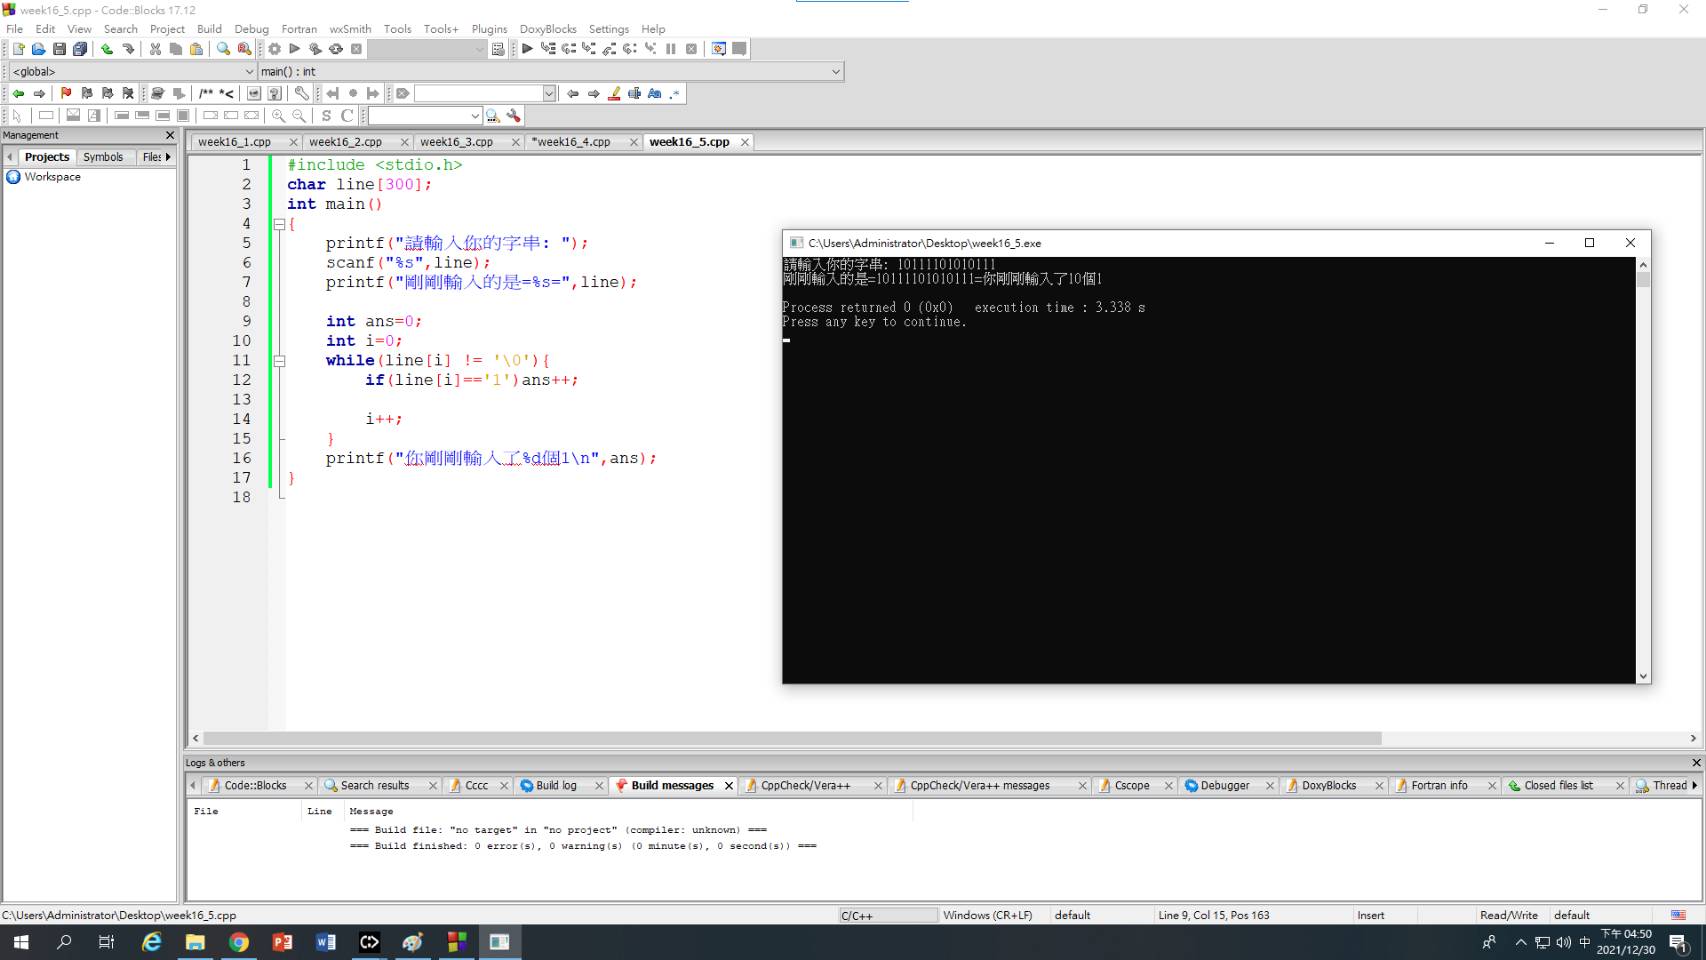 week16_5.cpp - Code::Blocks 17.12
File Edit View Search Project Build Debug Fortran wxSmith Tools Tools+ Plugins DoxyBlocks Settings Help
<global> main() : int
/** *<
S C
Management
Projects Symbols Files
Workspace
week16_1.cpp week16_2.cpp week16_3.cpp *week16_4.cpp week16_5.cpp
1 #include <stdio.h>
2 char line[300];
3 int main()
4 {
5 printf("請輸入你的字串: ");
6 scanf("%s",line);
7 printf("剛剛輸入的是=%s=",line);
8
9 int ans=0;
10 int i=0;
11 while(line[i] != '\0'){
12 if(line[i]=='1')ans++;
13
14 i++;
15 }
16 printf("你剛剛輸入了%d個1\n",ans);
17 }
18
C:\Users\Administrator\Desktop\week16_5.exe
請輸入你的字串: 10111101010111
剛剛輸入的是=10111101010111=你剛剛輸入了10個1
Process returned 0 (0x0) execution time : 3.338 s
Press any key to continue.
Logs & others
Code::Blocks Search results Cccc Build log Build messages CppCheck/Vera++ CppCheck/Vera++ messages Cscope Debugger DoxyBlocks Fortran info Closed files list Thread
File Line Message
=== Build file: "no target" in "no project" (compiler: unknown) ===
=== Build finished: 0 error(s), 0 warning(s) (0 minute(s), 0 second(s)) ===
C:\Users\Administrator\Desktop\week16_5.cpp C/C++ Windows (CR+LF) default Line 9, Col 15, Pos 163 Insert Read/Write default
中 下午 04:50
2021/12/30
1